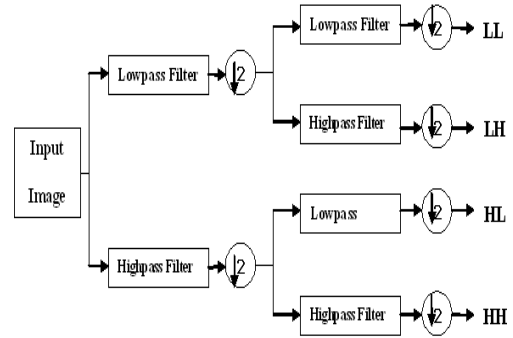 Lowpass Filter 2 LL
Lowpass Filter 2
Highpass Filter 2 LH
Input
Image
Lowpass 2 HL
Highpass Filter 2
Highpass Filter 2 HH